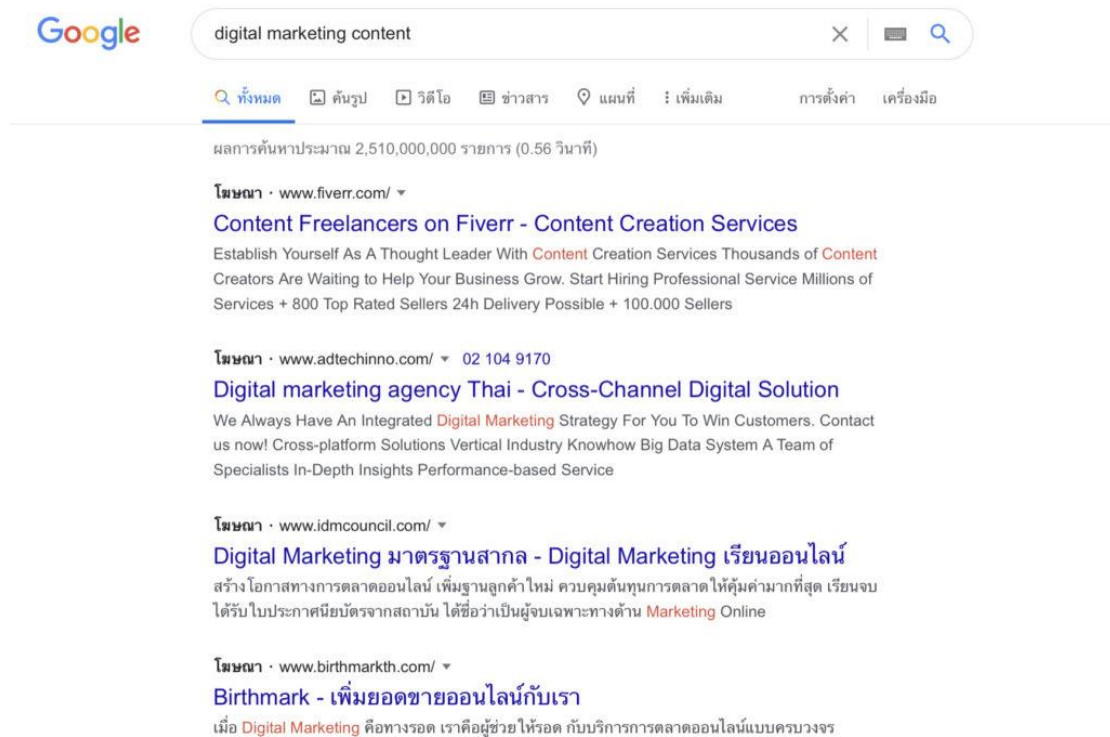 Google
digital marketing content
ทั้งหมด ค้นรูป วิดีโอ ข่าวสาร แผนที่ เพิ่มเติม การตั้งค่า เครื่องมือ
ผลการค้นหาประมาณ 2,510,000,000 รายการ (0.56 วินาที)
โฆษณา · www.fiverr.com/
Content Freelancers on Fiverr - Content Creation Services
Establish Yourself As A Thought Leader With Content Creation Services Thousands of Content
Creators Are Waiting to Help Your Business Grow. Start Hiring Professional Service Millions of
Services + 800 Top Rated Sellers 24h Delivery Possible + 100.000 Sellers
โฆษณา · www.adtechinno.com/ 02 104 9170
Digital marketing agency Thai - Cross-Channel Digital Solution
We Always Have An Integrated Digital Marketing Strategy For You To Win Customers. Contact
us now! Cross-platform Solutions Vertical Industry Knowhow Big Data System A Team of
Specialists In-Depth Insights Performance-based Service
โฆษณา · www.idmcouncil.com/
Digital Marketing มาตรฐานสากล - Digital Marketing เรียนออนไลน์
สร้างโอกาสทางการตลาดออนไลน์ เพิ่มฐานลูกค้าใหม่ ควบคุมต้นทุนการตลาดให้คุ้มค่ามากที่สุด เรียนจบ
ได้รับใบประกาศนียบัตรจากสถาบัน ได้ชื่อว่าเป็นผู้จบเฉพาะทางด้าน Marketing Online
โฆษณา · www.birthmarkth.com/
Birthmark - เพิ่มยอดขายออนไลน์กับเรา
เมื่อ Digital Marketing คือทางรอด เราคือผู้ช่วยให้รอด กับบริการการตลาดออนไลน์แบบครบวงจร